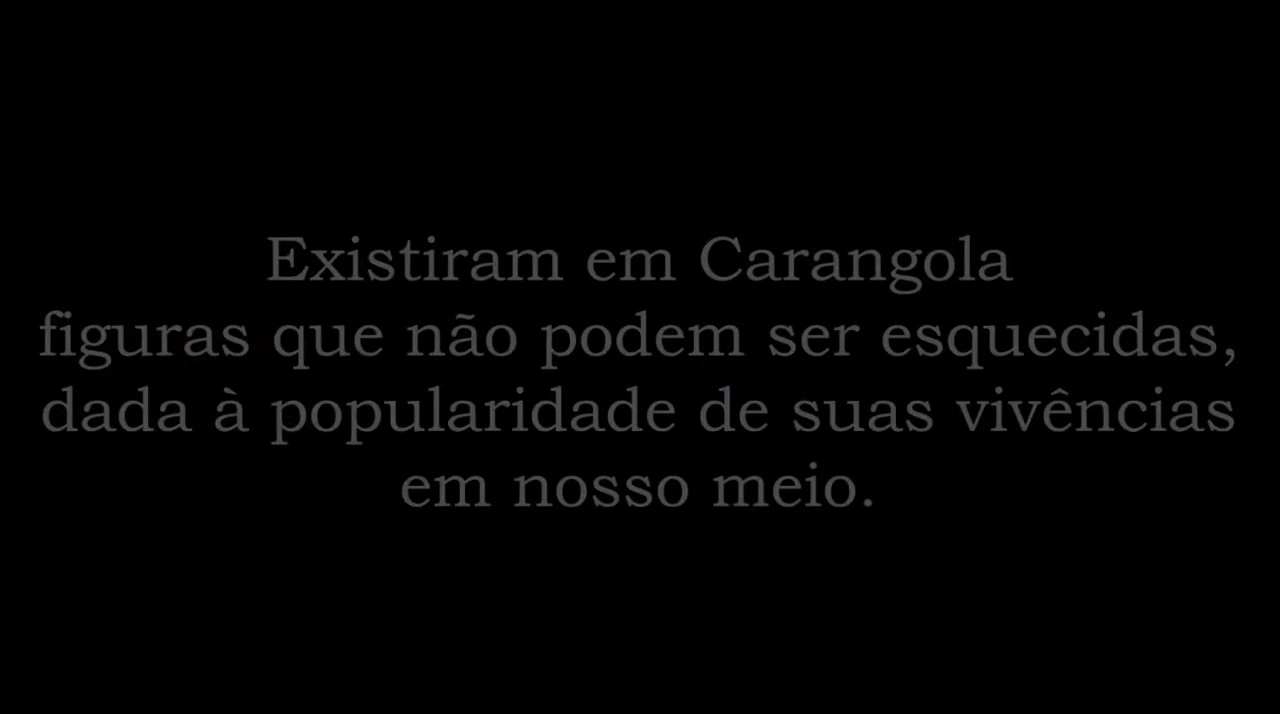 Existiram em Carangola
figuras que não podem ser esquecidas,
dada à popularidade de suas vivências
em nosso meio.